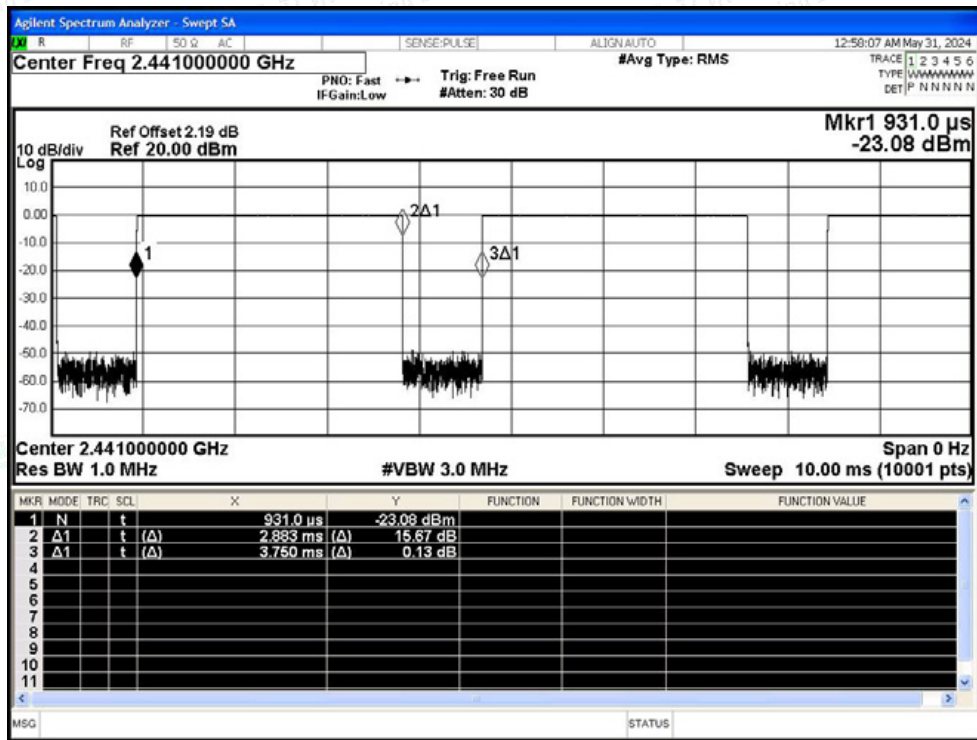 Agilent Spectrum Analyzer - Swept SA
LXI R RF 50 Ω AC SENSE:PULSE ALIGN AUTO 12:58:07 AM May 31, 2024
Center Freq 2.441000000 GHz #Avg Type: RMS TRACE 1 2 3 4 5 6
PNO: Fast Trig: Free Run TYPE WWWWWW
IFGain:Low #Atten: 30 dB DET P N N N N N
Mkr1 931.0 µs
Ref Offset 2.19 dB
10 dB/div Ref 20.00 dBm -23.08 dBm
Log
10.0
0.00
2Δ1
-10.0
1
3Δ1
-20.0
-30.0
-40.0
-50.0
-60.0
-70.0
Center 2.441000000 GHz Span 0 Hz
Res BW 1.0 MHz #VBW 3.0 MHz Sweep 10.00 ms (10001 pts)
MKR MODE TRC SCL X Y FUNCTION FUNCTION WIDTH FUNCTION VALUE
1 N t 931.0 µs -23.08 dBm
2 Δ1 t (Δ) 2.883 ms (Δ) 15.67 dB
3 Δ1 t (Δ) 3.750 ms (Δ) 0.13 dB
4
5
6
7
8
9
10
11
MSG STATUS